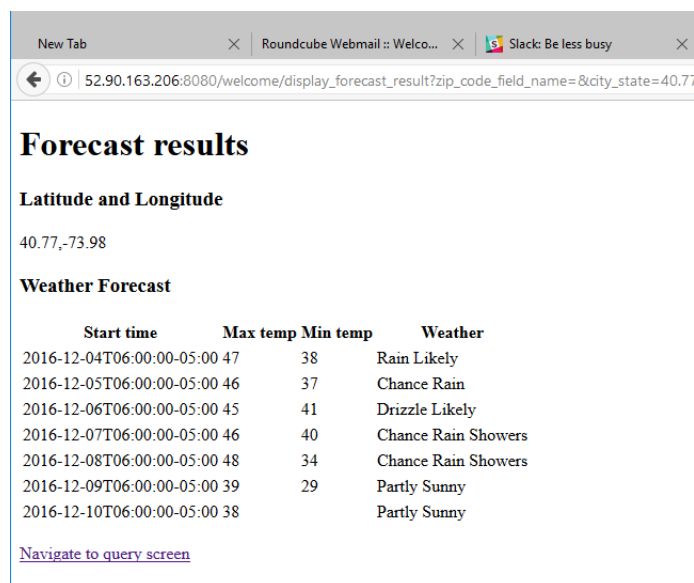 New Tab Roundcube Webmail :: Welco... Slack: Be less busy
52.90.163.206:8080/welcome/display_forecast_result?zip_code_field_name=&city_state=40.77
Forecast results
Latitude and Longitude
40.77,-73.98
Weather Forecast
Start time Max temp Min temp Weather
2016-12-04T06:00:00-05:00 47 38 Rain Likely
2016-12-05T06:00:00-05:00 46 37 Chance Rain
2016-12-06T06:00:00-05:00 45 41 Drizzle Likely
2016-12-07T06:00:00-05:00 46 40 Chance Rain Showers
2016-12-08T06:00:00-05:00 48 34 Chance Rain Showers
2016-12-09T06:00:00-05:00 39 29 Partly Sunny
2016-12-10T06:00:00-05:00 38 Partly Sunny
Navigate to query screen